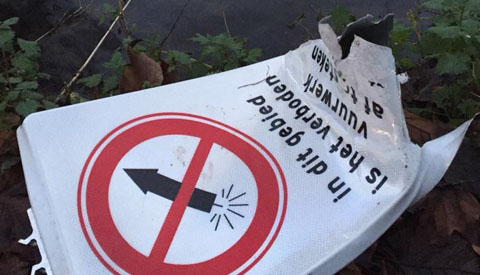 in dit gebied
is het verboden
vuurwerk
af te steken